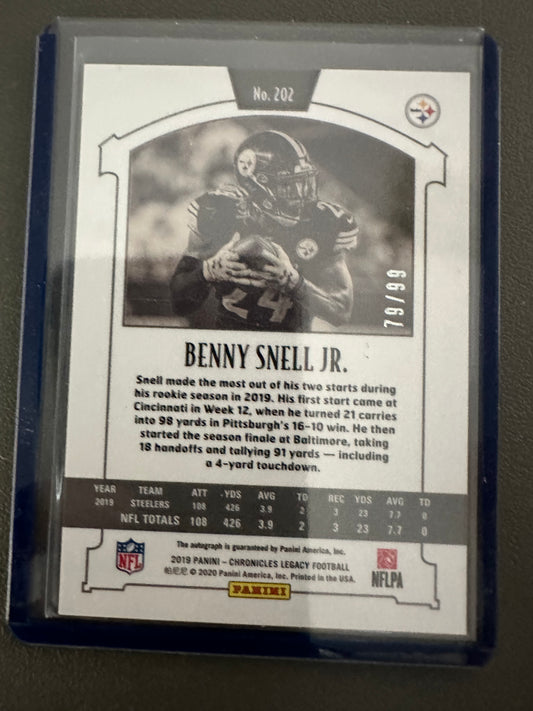 No. 202
24
79/99
BENNY SNELL JR.
Snell made the most out of his two starts during
his rookie season in 2019. His first start came at
Cincinnati in Week 12, when he turned 21 carries
into 98 yards in Pittsburgh's 16-10 win. He then
started the season finale at Baltimore, taking
18 handoffs and tallying 91 yards — including
a 4-yard touchdown.
YEAR TEAM ATT YDS AVG TD REC YDS AVG TD
2019 STEELERS 108 426 3.9 2 3 23 7.7 0
NFL TOTALS 108 426 3.9 2 3 23 7.7 0
The autograph is guaranteed by Panini America, Inc.
2019 PANINI – CHRONICLES LEGACY FOOTBALL
帕尼尼 © 2020 Panini America, Inc. Printed in the USA.
NFL
NFLPA
PANINI